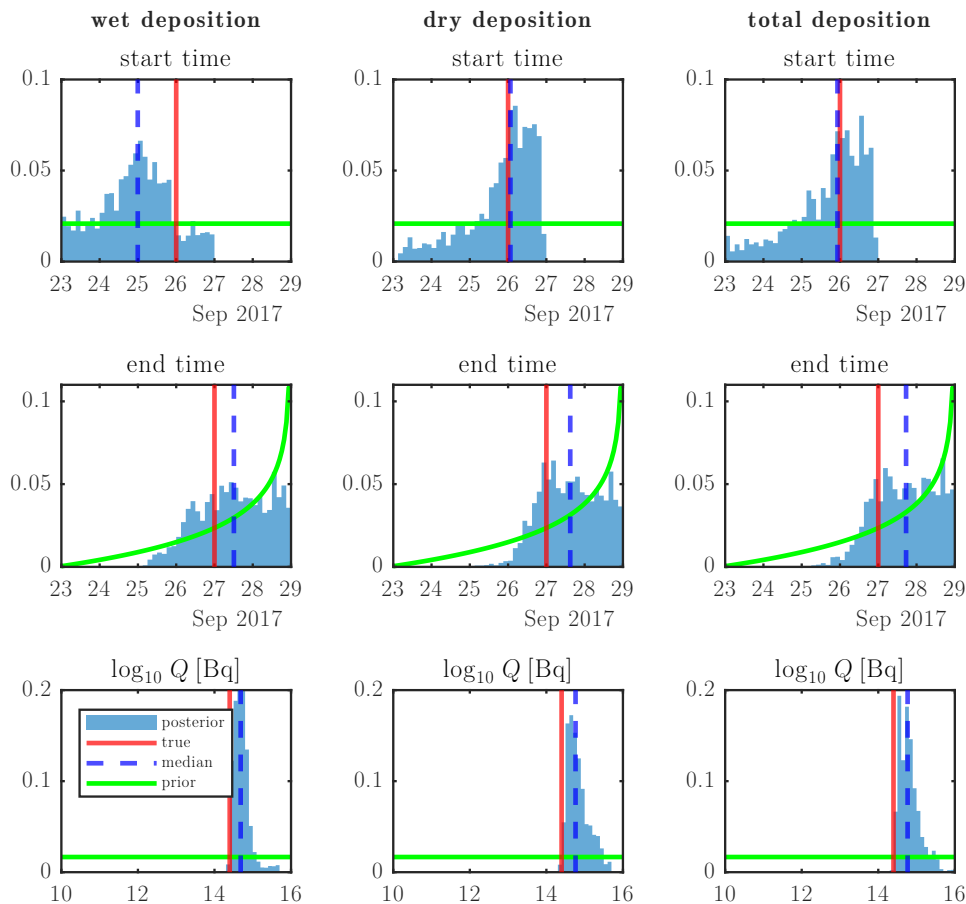 wet deposition dry deposition total deposition
start time start time start time
0.1 0.1 0.1
0.05 0.05 0.05
0 0 0
23 24 25 26 27 28 29 23 24 25 26 27 28 29 23 24 25 26 27 28 29
Sep 2017 Sep 2017 Sep 2017
end time end time end time
0.1 0.1 0.1
0.05 0.05 0.05
0 0 0
23 24 25 26 27 28 29 23 24 25 26 27 28 29 23 24 25 26 27 28 29
Sep 2017 Sep 2017 Sep 2017
log₁₀ Q [Bq] log₁₀ Q [Bq] log₁₀ Q [Bq]
0.2 0.2 0.2
posterior
true
0.1 0.1 0.1
median
prior
0 0 0
10 12 14 16 10 12 14 16 10 12 14 16